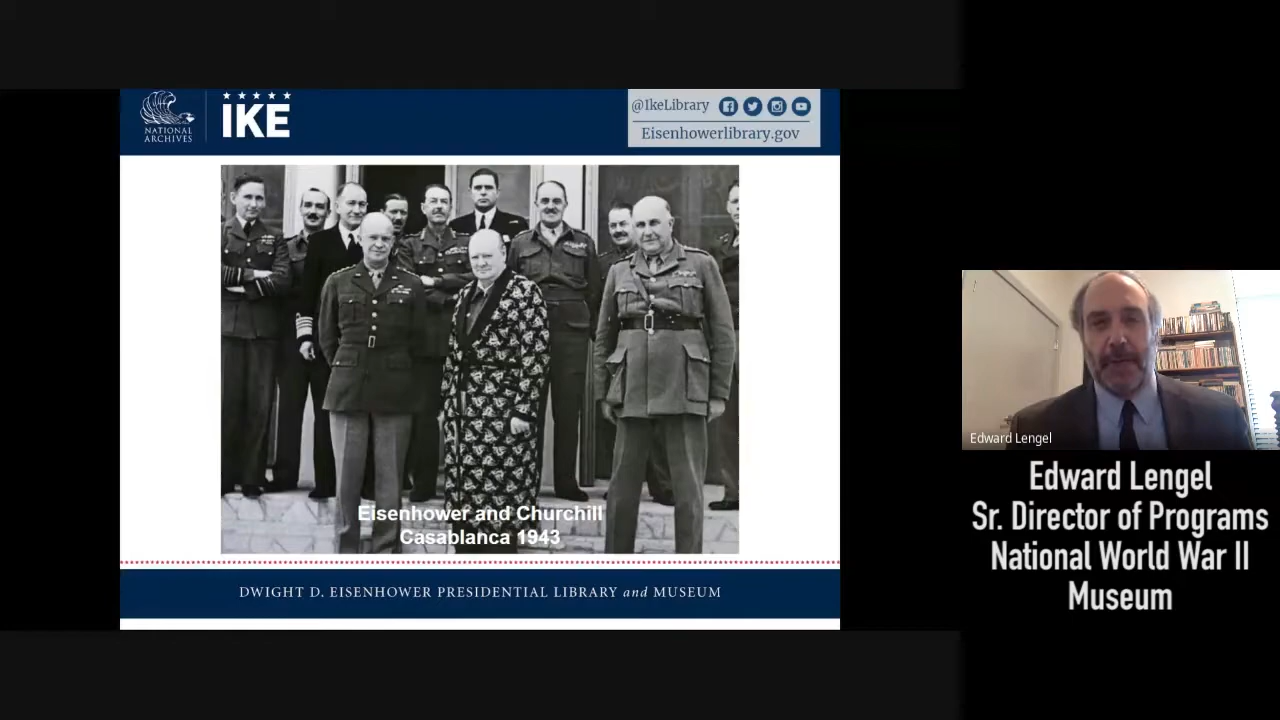 NATIONAL
ARCHIVES
IKE
@IkeLibrary
Eisenhowerlibrary.gov
Eisenhower and Churchill
Casablanca 1943
DWIGHT D. EISENHOWER PRESIDENTIAL LIBRARY and MUSEUM
Edward Lengel
Edward Lengel
Sr. Director of Programs
National World War II
Museum